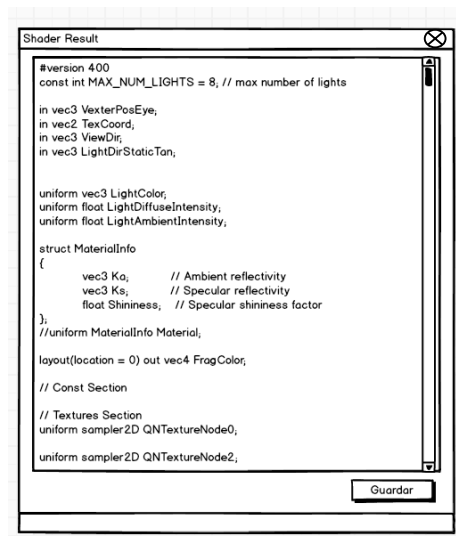 Shader Result
#version 400
const int MAX_NUM_LIGHTS = 8; // max number of lights
in vec3 VexterPosEye;
in vec2 TexCoord;
in vec3 ViewDir;
in vec3 LightDirStaticTan;
uniform vec3 LightColor;
uniform float LightDiffuseIntensity;
uniform float LightAmbientIntensity;
struct MaterialInfo
{
vec3 Ka; // Ambient reflectivity
vec3 Ks; // Specular reflectivity
float Shininess; // Specular shininess factor
};
//uniform MaterialInfo Material;
layout(location = 0) out vec4 FragColor;
// Const Section
// Textures Section
uniform sampler2D QNTextureNode0;
uniform sampler2D QNTextureNode2;
Guardar